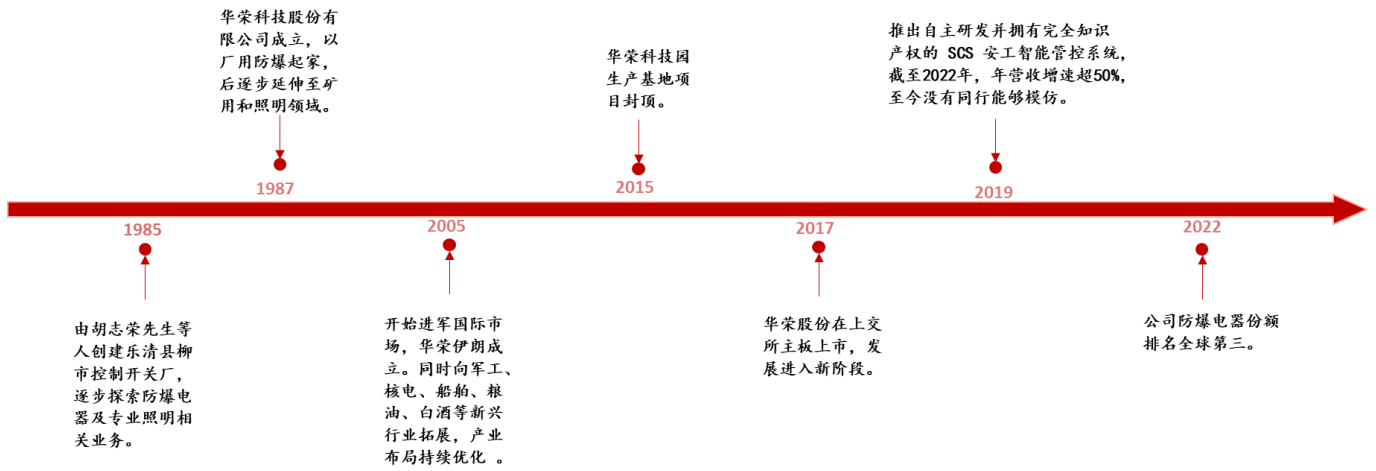 华荣科技股份有
限公司成立，以
厂用防爆起家，
后逐步延伸至矿
用和照明领域。
1987
华荣科技园
生产基地项
目封顶。
2015
推出自主研发并拥有完全知识
产权的 SCS 安工智能管控系统，
截至2022年，年营收增速超50%，
至今没有同行能够模仿。
2019
1985
由胡志荣先生等
人创建乐清县柳
市控制开关厂，
逐步探索防爆电
器及专业照明相
关业务。
2005
开始进军国际市
场，华荣伊朗成
立。同时向军工、
核电、船舶、粮
油、白酒等新兴
行业拓展，产业
布局持续优化 。
2017
华荣股份在上交
所主板上市，发
展进入新阶段。
2022
公司防爆电器份额
排名全球第三。